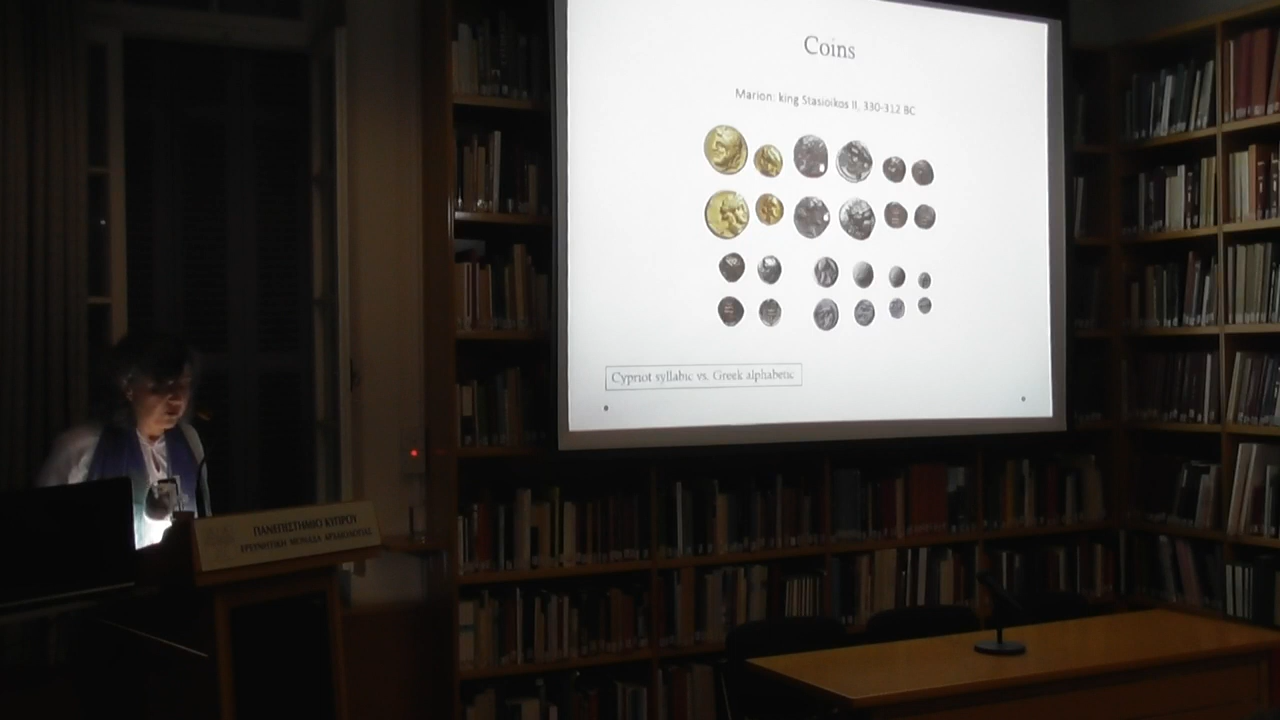 Coins
Marion: king Stasioikos II, 330-312 BC
Cypriot syllabic vs. Greek alphabetic
ΠΑΝΕΠΙΣΤΗΜΙΟ ΚΥΠΡΟΥ
ΕΡΕΥΝΗΤΙΚΗ ΜΟΝΑΔΑ ΑΡΧΑΙΟΛΟΓΙΑΣ